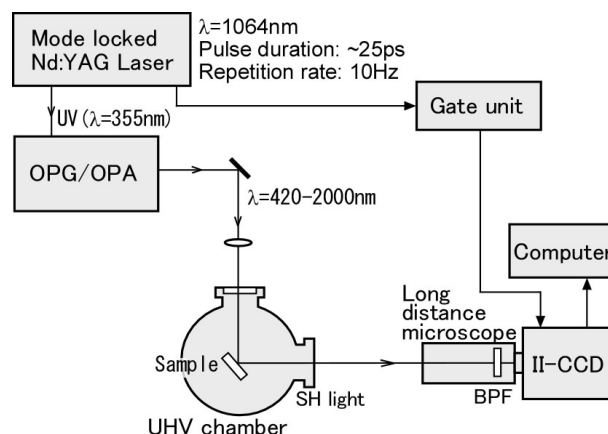 Mode locked
Nd:YAG Laser
λ=1064nm
Pulse duration: ~25ps
Repetition rate: 10Hz
UV(λ=355nm)
Gate unit
OPG/OPA
λ=420-2000nm
Computer
Long
distance
microscope
Sample
SH light
BPF
II-CCD
UHV chamber